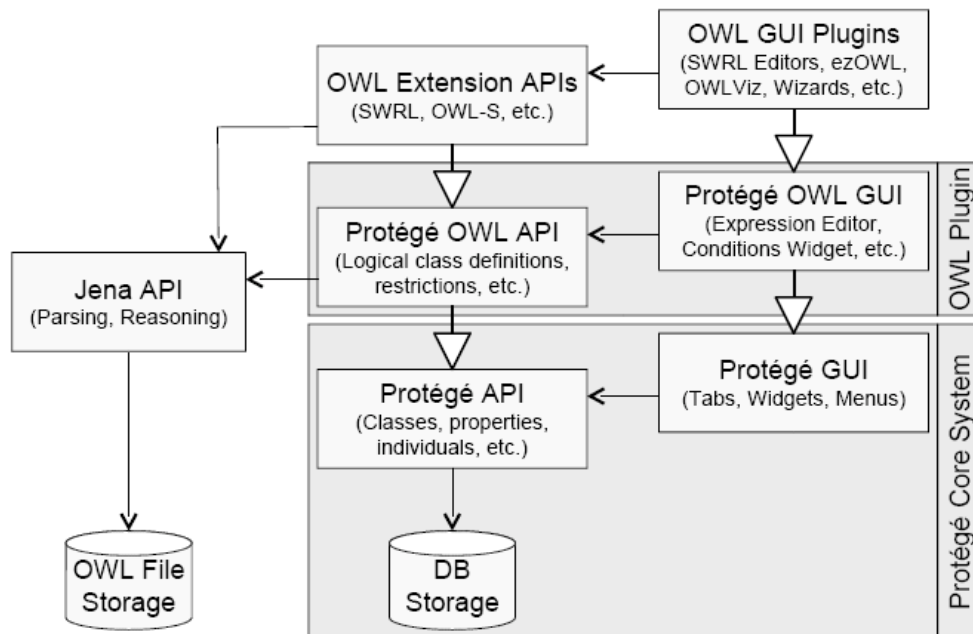 OWL GUI Plugins
(SWRL Editors, ezOWL,
OWLViz, Wizards, etc.)
OWL Extension APIs
(SWRL, OWL-S, etc.)
Protégé OWL GUI
(Expression Editor,
Conditions Widget, etc.)
Protégé OWL API
(Logical class definitions,
restrictions, etc.)
OWL Plugin
Jena API
(Parsing, Reasoning)
Protégé GUI
(Tabs, Widgets, Menus)
Protégé API
(Classes, properties,
individuals, etc.)
Protégé Core System
OWL File
Storage
DB
Storage